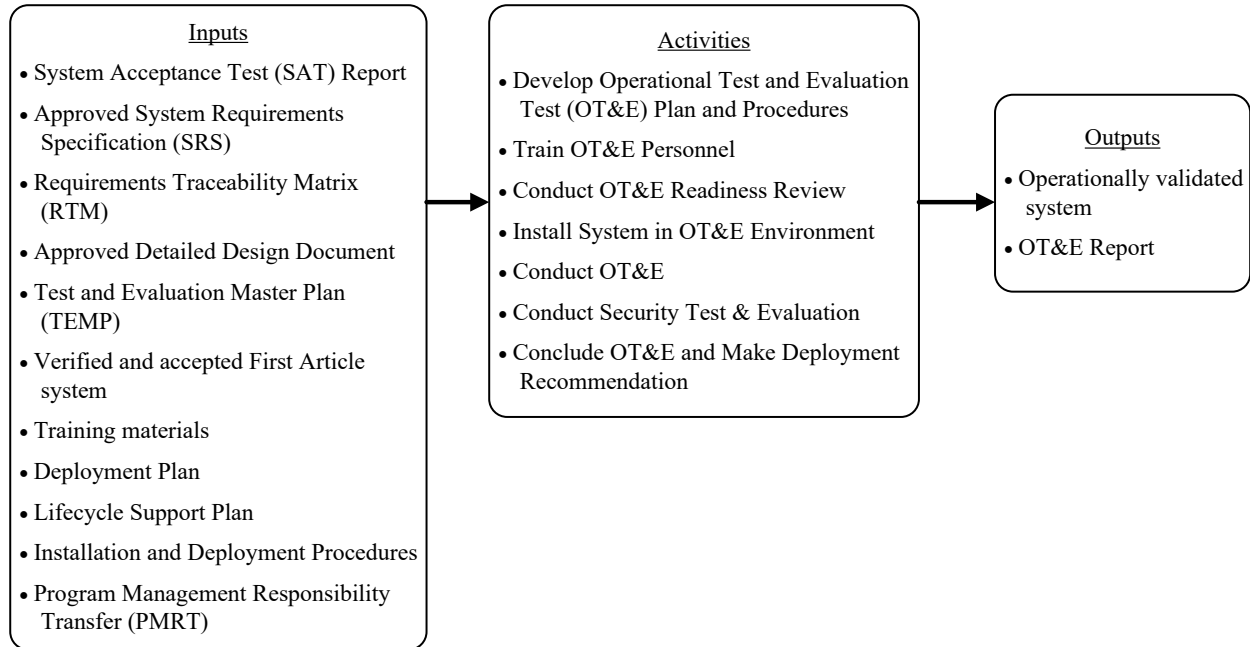 Inputs
• System Acceptance Test (SAT) Report
• Approved System Requirements
Specification (SRS)
• Requirements Traceability Matrix
(RTM)
• Approved Detailed Design Document
• Test and Evaluation Master Plan
(TEMP)
• Verified and accepted First Article
system
• Training materials
• Deployment Plan
• Lifecycle Support Plan
• Installation and Deployment Procedures
• Program Management Responsibility
Transfer (PMRT)
Activities
• Develop Operational Test and Evaluation
Test (OT&E) Plan and Procedures
• Train OT&E Personnel
• Conduct OT&E Readiness Review
• Install System in OT&E Environment
• Conduct OT&E
• Conduct Security Test & Evaluation
• Conclude OT&E and Make Deployment
Recommendation
Outputs
• Operationally validated
system
• OT&E Report